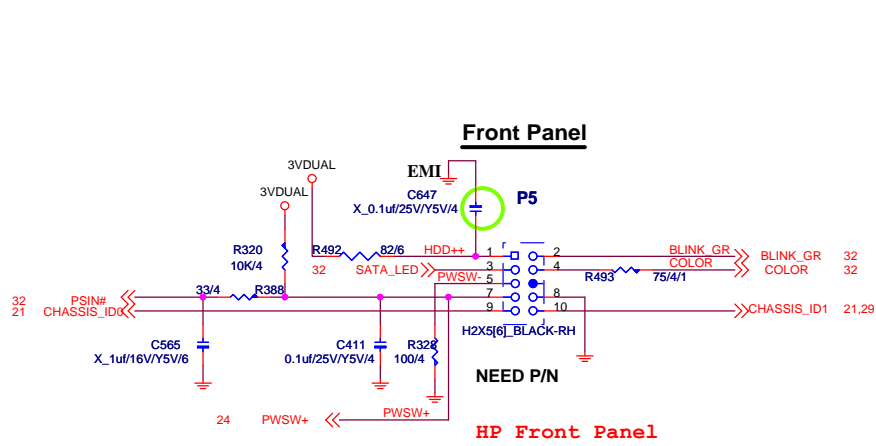 Front Panel
3VDUAL
EMI
C647
X_0.1uf/25V/Y5V/4
P5
3VDUAL
R320
10K/4
R492
82/6
HDD++
1
2
BLINK_GR
BLINK_GR
32
32
SATA_LED
3
4
COLOR
COLOR
32
PWSW-
5
R493
75/4/1
33/4
R388
7
8
32
PSIN#
21
CHASSIS_ID0
9
10
CHASSIS_ID1
21,29
C565
X_1uf/16V/Y5V/6
C411
0.1uf/25V/Y5V/4
R328
100/4
H2X5[6]_BLACK-RH
NEED P/N
24
PWSW+
PWSW+
HP Front Panel